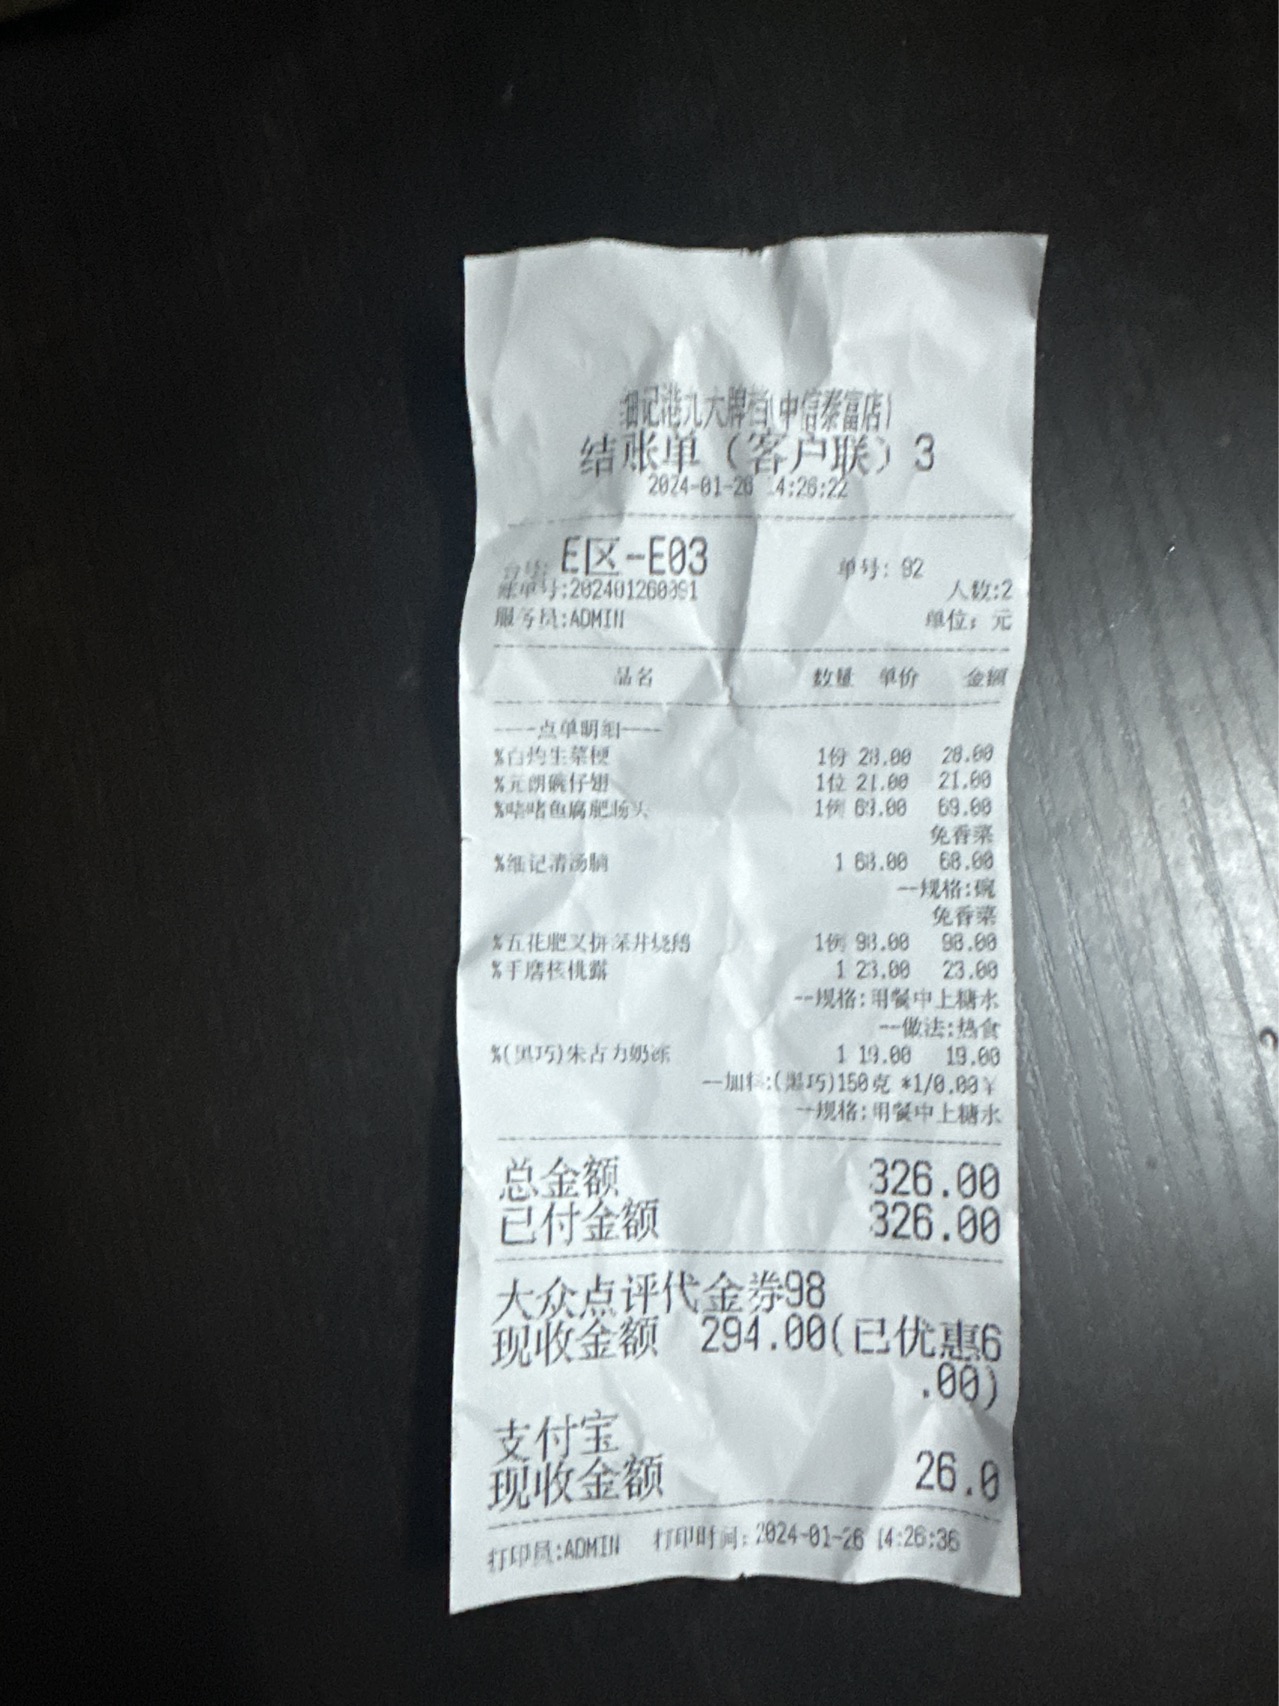 细记港九大牌档(中信泰富店)
结账单（客户联）3
2024-01-26 14:26:22
台号: E区-E03 单号: 92
账单号:202401260091 人数:2
服务员:ADMIN 单位: 元
品名 数量 单价 金额
----点单明细----
%白灼生菜梗 1份 28.00 28.00
%元朗碗仔翅 1位 21.00 21.00
%啫啫鱼腐肥肠头 1例 69.00 69.00
免香菜
%细记清汤腩 1 68.00 68.00
--规格:碗
免香菜
%五花肥叉拼深井烧鹅 1例 98.00 98.00
%手磨核桃露 1 23.00 23.00
--规格:用餐中上糖水
--做法:热食
%(黑巧)朱古力奶冻 1 19.00 19.00
--加料:(黑巧)150克 *1/0.00￥
--规格:用餐中上糖水
总金额 326.00
已付金额 326.00
大众点评代金券98
现收金额 294.00(已优惠6
.00)
支付宝
现收金额 26.0
打印员:ADMIN 打印时间: 2024-01-26 14:26:36